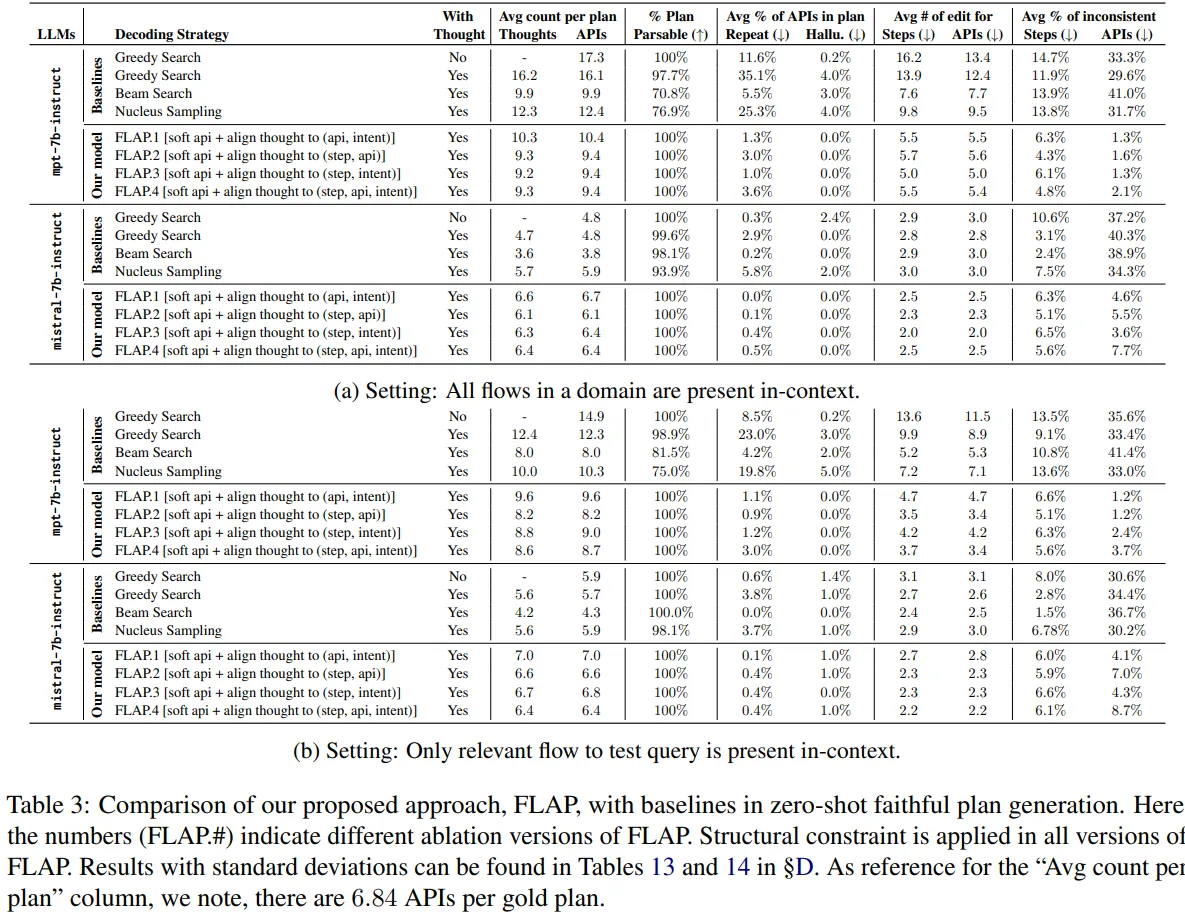 With Avg count per plan % Plan Avg % of APIs in plan Avg # of edit for Avg % of inconsistent
LLMs Decoding Strategy Thought Thoughts APIs Parsable (↑) Repeat (↓) Hallu. (↓) Steps (↓) APIs (↓) Steps (↓) APIs (↓)
mpt-7b-instruct
Baselines
Greedy Search No - 17.3 100% 11.6% 0.2% 16.2 13.4 14.7% 33.3%
Greedy Search Yes 16.2 16.1 97.7% 35.1% 4.0% 13.9 12.4 11.9% 29.6%
Beam Search Yes 9.9 9.9 70.8% 5.5% 3.0% 7.6 7.7 13.9% 41.0%
Nucleus Sampling Yes 12.3 12.4 76.9% 25.3% 4.0% 9.8 9.5 13.8% 31.7%
Our model
FLAP.1 [soft api + align thought to (api, intent)] Yes 10.3 10.4 100% 1.3% 0.0% 5.5 5.5 6.3% 1.3%
FLAP.2 [soft api + align thought to (step, api)] Yes 9.3 9.4 100% 3.0% 0.0% 5.7 5.6 4.3% 1.6%
FLAP.3 [soft api + align thought to (step, intent)] Yes 9.2 9.4 100% 1.0% 0.0% 5.0 5.0 6.1% 1.3%
FLAP.4 [soft api + align thought to (step, api, intent)] Yes 9.3 9.4 100% 3.6% 0.0% 5.5 5.4 4.8% 2.1%
mistral-7b-instruct
Baselines
Greedy Search No - 4.8 100% 0.3% 2.4% 2.9 3.0 10.6% 37.2%
Greedy Search Yes 4.7 4.8 99.6% 2.9% 0.0% 2.8 2.8 3.1% 40.3%
Beam Search Yes 3.6 3.8 98.1% 0.2% 0.0% 2.9 3.0 2.4% 38.9%
Nucleus Sampling Yes 5.7 5.9 93.9% 5.8% 2.0% 3.0 3.0 7.5% 34.3%
Our model
FLAP.1 [soft api + align thought to (api, intent)] Yes 6.6 6.7 100% 0.0% 0.0% 2.5 2.5 6.3% 4.6%
FLAP.2 [soft api + align thought to (step, api)] Yes 6.1 6.1 100% 0.1% 0.0% 2.3 2.3 5.1% 5.5%
FLAP.3 [soft api + align thought to (step, intent)] Yes 6.3 6.4 100% 0.4% 0.0% 2.0 2.0 6.5% 3.6%
FLAP.4 [soft api + align thought to (step, api, intent)] Yes 6.4 6.4 100% 0.5% 0.0% 2.5 2.5 5.6% 7.7%
(a) Setting: All flows in a domain are present in-context.
mpt-7b-instruct
Baselines
Greedy Search No - 14.9 100% 8.5% 0.2% 13.6 11.5 13.5% 35.6%
Greedy Search Yes 12.4 12.3 98.9% 23.0% 3.0% 9.9 8.9 9.1% 33.4%
Beam Search Yes 8.0 8.0 81.5% 4.2% 2.0% 5.2 5.3 10.8% 41.4%
Nucleus Sampling Yes 10.0 10.3 75.0% 19.8% 5.0% 7.2 7.1 13.6% 33.0%
Our model
FLAP.1 [soft api + align thought to (api, intent)] Yes 9.6 9.6 100% 1.1% 0.0% 4.7 4.7 6.6% 1.2%
FLAP.2 [soft api + align thought to (step, api)] Yes 8.2 8.2 100% 0.9% 0.0% 3.5 3.4 5.1% 1.2%
FLAP.3 [soft api + align thought to (step, intent)] Yes 8.8 9.0 100% 1.2% 0.0% 4.2 4.2 6.3% 2.4%
FLAP.4 [soft api + align thought to (step, api, intent)] Yes 8.6 8.7 100% 3.0% 0.0% 3.7 3.4 5.6% 3.7%
mistral-7b-instruct
Baselines
Greedy Search No - 5.9 100% 0.6% 1.4% 3.1 3.1 8.0% 30.6%
Greedy Search Yes 5.6 5.7 100% 3.8% 1.0% 2.7 2.6 2.8% 34.4%
Beam Search Yes 4.2 4.3 100.0% 0.0% 0.0% 2.4 2.5 1.5% 36.7%
Nucleus Sampling Yes 5.6 5.9 98.1% 3.7% 1.0% 2.9 3.0 6.78% 30.2%
Our model
FLAP.1 [soft api + align thought to (api, intent)] Yes 7.0 7.0 100% 0.1% 1.0% 2.7 2.8 6.0% 4.1%
FLAP.2 [soft api + align thought to (step, api)] Yes 6.6 6.6 100% 0.4% 1.0% 2.3 2.3 5.9% 7.0%
FLAP.3 [soft api + align thought to (step, intent)] Yes 6.7 6.8 100% 0.4% 0.0% 2.3 2.3 6.6% 4.3%
FLAP.4 [soft api + align thought to (step, api, intent)] Yes 6.4 6.4 100% 0.4% 1.0% 2.2 2.2 6.1% 8.7%
(b) Setting: Only relevant flow to test query is present in-context.
Table 3: Comparison of our proposed approach, FLAP, with baselines in zero-shot faithful plan generation. Here
the numbers (FLAP.#) indicate different ablation versions of FLAP. Structural constraint is applied in all versions of
FLAP. Results with standard deviations can be found in Tables 13 and 14 in §D. As reference for the “Avg count per
plan” column, we note, there are 6.84 APIs per gold plan.